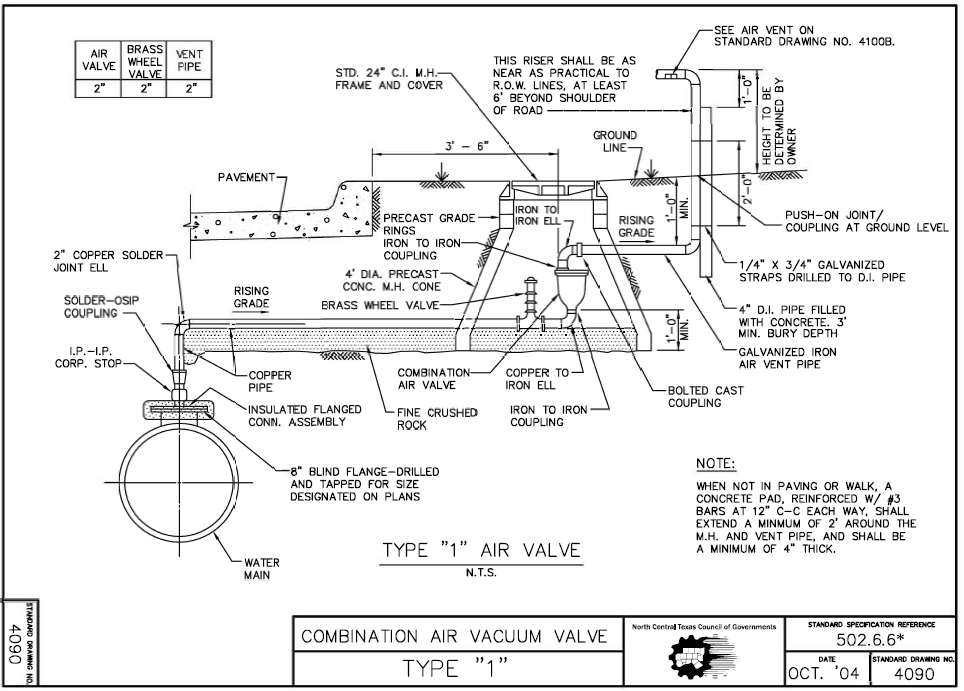 AIR VALVE
BRASS WHEEL VALVE
VENT PIPE
2"
2"
2"
SEE AIR VENT ON
STANDARD DRAWING NO. 4100B.
THIS RISER SHALL BE AS
NEAR AS PRACTICAL TO
R.O.W. LINES, AT LEAST
6' BEYOND SHOULDER
OF ROAD
STD. 24" C.I. M.H.
FRAME AND COVER
1'-0"
HEIGHT TO BE
DETERMINED BY
OWNER
GROUND
LINE
3' - 6"
PAVEMENT
2'-0"
PRECAST GRADE
RINGS
IRON TO
IRON ELL
RISING
GRADE
1'-0"
MIN.
PUSH-ON JOINT/
COUPLING AT GROUND LEVEL
IRON TO IRON
COUPLING
2" COPPER SOLDER
JOINT ELL
4' DIA. PRECAST
CONC. M.H. CONE
1/4" X 3/4" GALVANIZED
STRAPS DRILLED TO D.I. PIPE
RISING
GRADE
BRASS WHEEL VALVE
SOLDER-OSIP
COUPLING
4" D.I. PIPE FILLED
WITH CONCRETE. 3'
MIN. BURY DEPTH
1'-0"
MIN.
GALVANIZED IRON
AIR VENT PIPE
I.P.-I.P.
CORP. STOP
COPPER
PIPE
COMBINATION
AIR VALVE
COPPER TO
IRON ELL
BOLTED CAST
COUPLING
INSULATED FLANGED
CONN. ASSEMBLY
FINE CRUSHED
ROCK
IRON TO IRON
COUPLING
8" BLIND FLANGE-DRILLED
AND TAPPED FOR SIZE
DESIGNATED ON PLANS
NOTE:
WHEN NOT IN PAVING OR WALK, A
CONCRETE PAD, REINFORCED W/ #3
BARS AT 12" C-C EACH WAY, SHALL
EXTEND A MINMUM OF 2' AROUND THE
M.H. AND VENT PIPE, AND SHALL BE
A MINIMUM OF 4" THICK.
WATER
MAIN
TYPE "1" AIR VALVE
N.T.S.
STANDARD DRAWING NO.
4090
COMBINATION AIR VACUUM VALVE
TYPE "1"
North Central Texas Council of Governments
STANDARD SPECIFICATION REFERENCE
502.6.6*
DATE
OCT. '04
STANDARD DRAWING NO.
4090